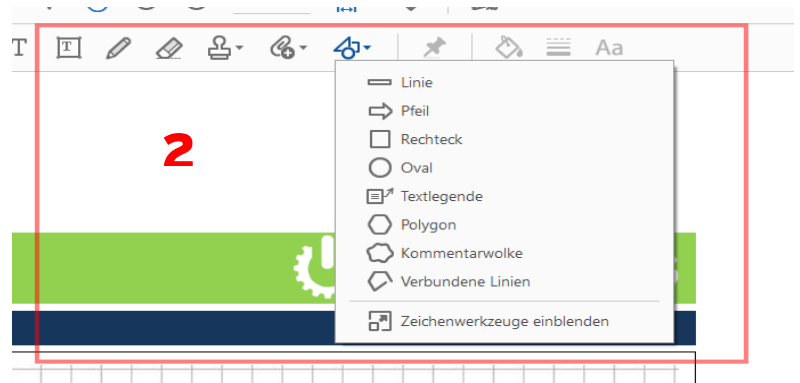 T T Aa
2
Linie
Pfeil
Rechteck
Oval
Textlegende
Polygon
Kommentarwolke
Verbundene Linien
Zeichenwerkzeuge einblenden